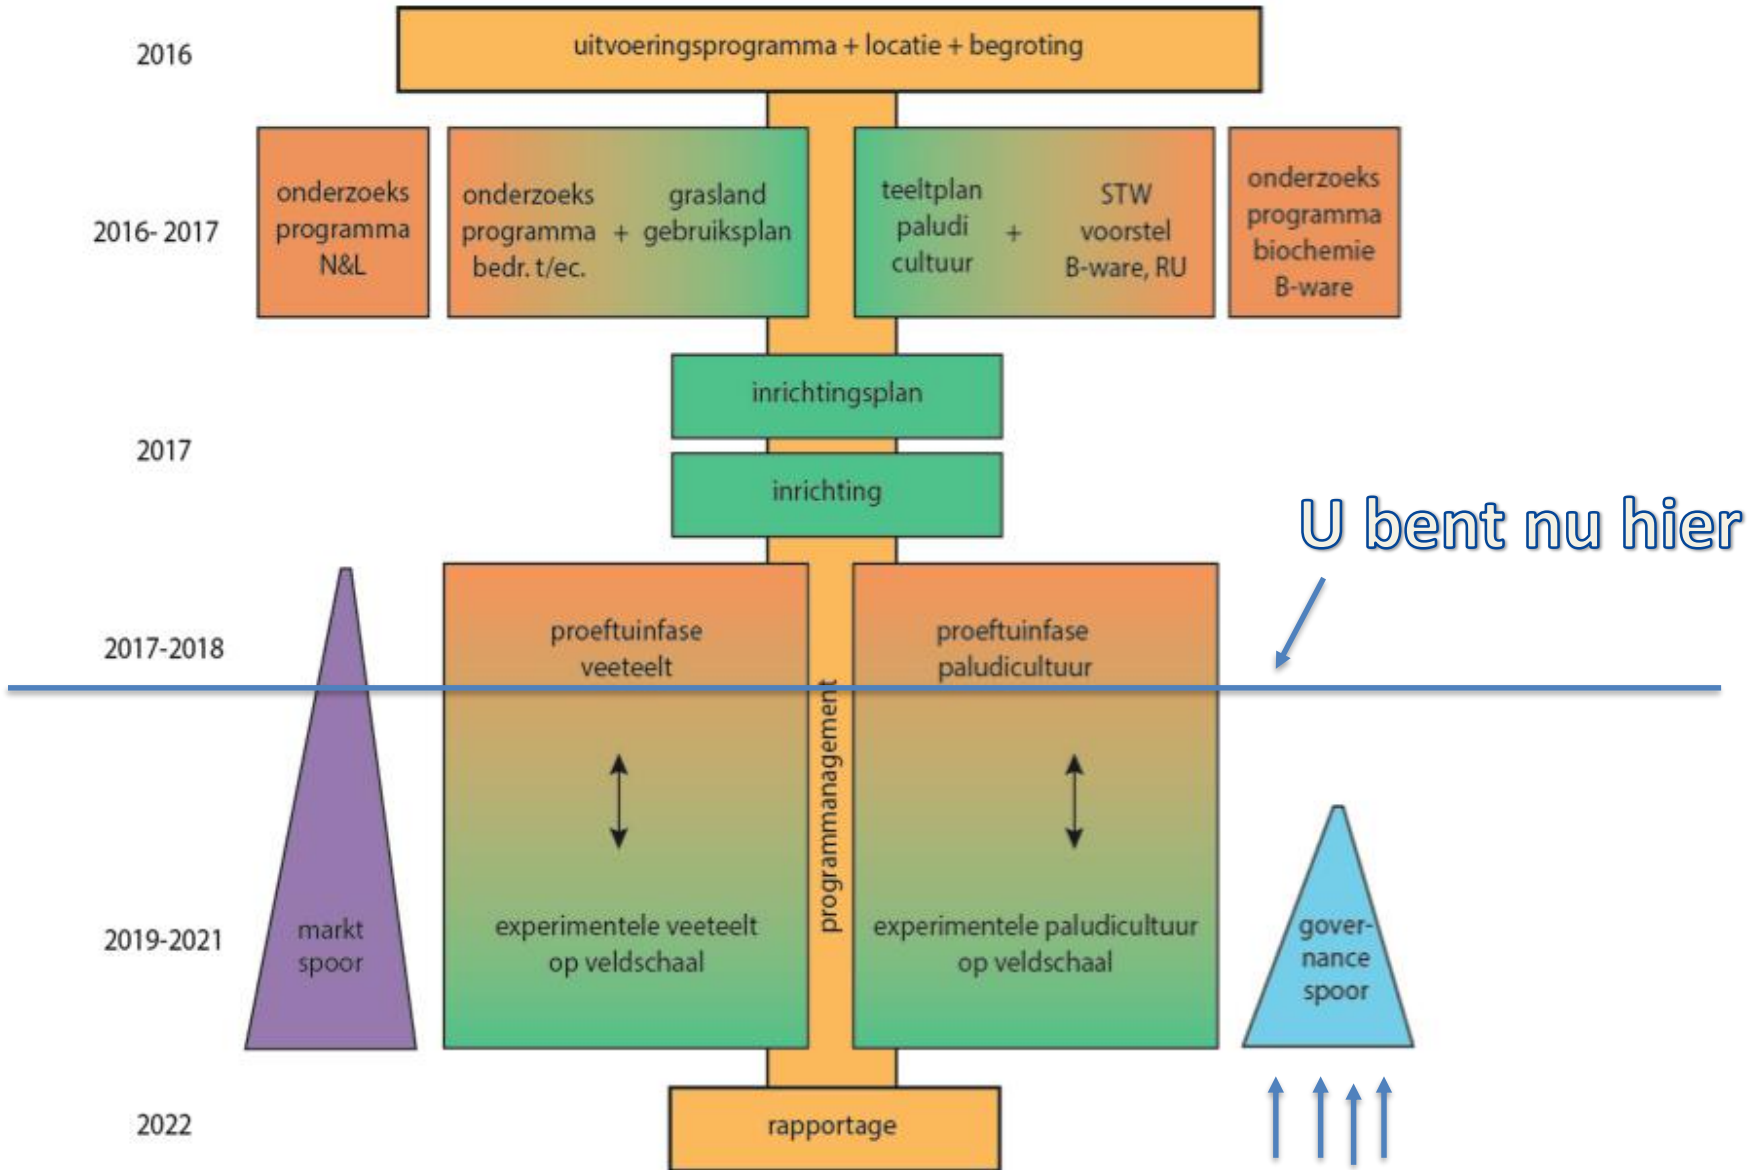 2016
uitvoeringsprogramma + locatie + begroting
2016- 2017
onderzoeks
programma
N&L
onderzoeks
programma
bedr. t/ec.
+
grasland
gebruiksplan
teeltplan
paludi
cultuur
+
STW
voorstel
B-ware, RU
onderzoeks
programma
biochemie
B-ware
2017
inrichtingsplan
inrichting
U bent nu hier
2017-2018
proeftuinfase
veeteelt
proeftuinfase
paludicultuur
programmanagement
2019-2021
markt
spoor
experimentele veeteelt
op veldschaal
experimentele paludicultuur
op veldschaal
gover-
nance
spoor
2022
rapportage